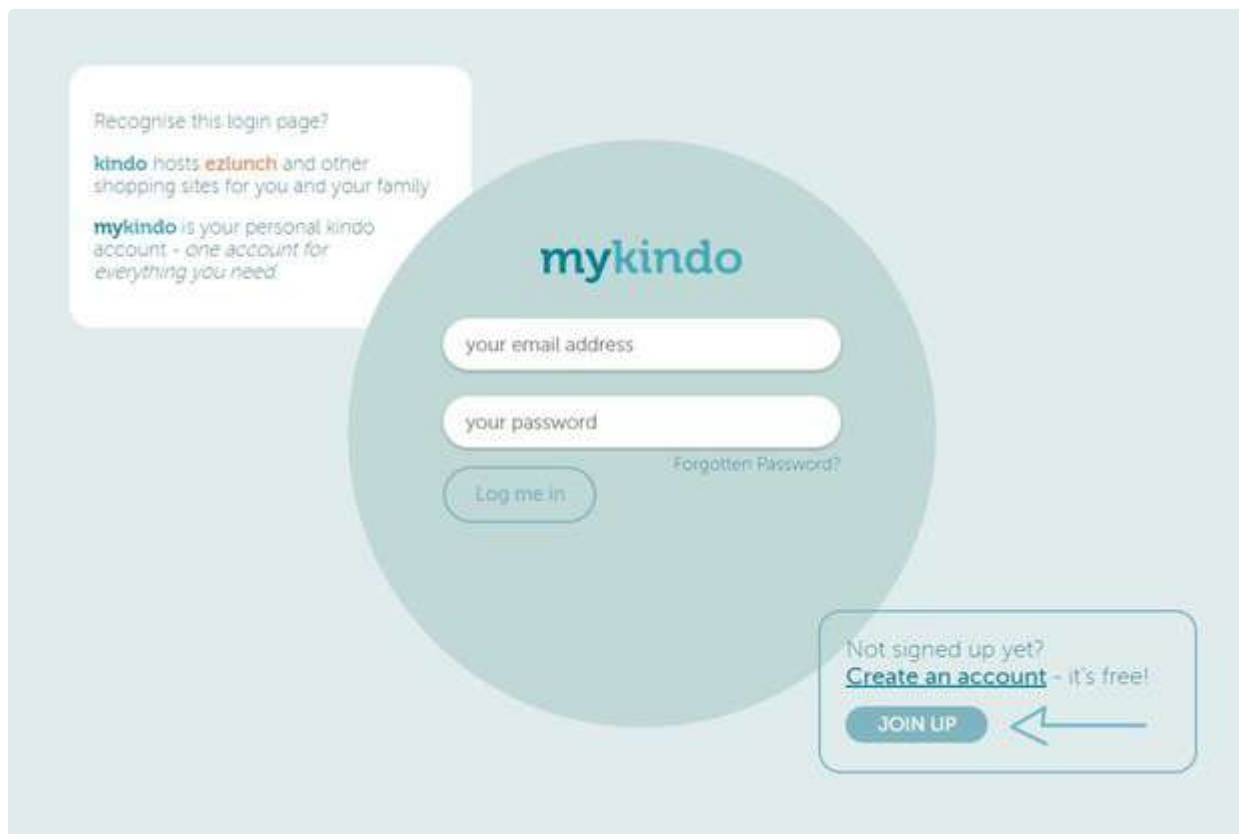 Recognise this login page?
kindo hosts ezlunch and other
shopping sites for you and your family
mykindo is your personal kindo
account - one account for
everything you need.
mykindo
your email address
your password
Forgotten Password?
Log me in
Not signed up yet?
Create an account - it's free!
JOIN UP